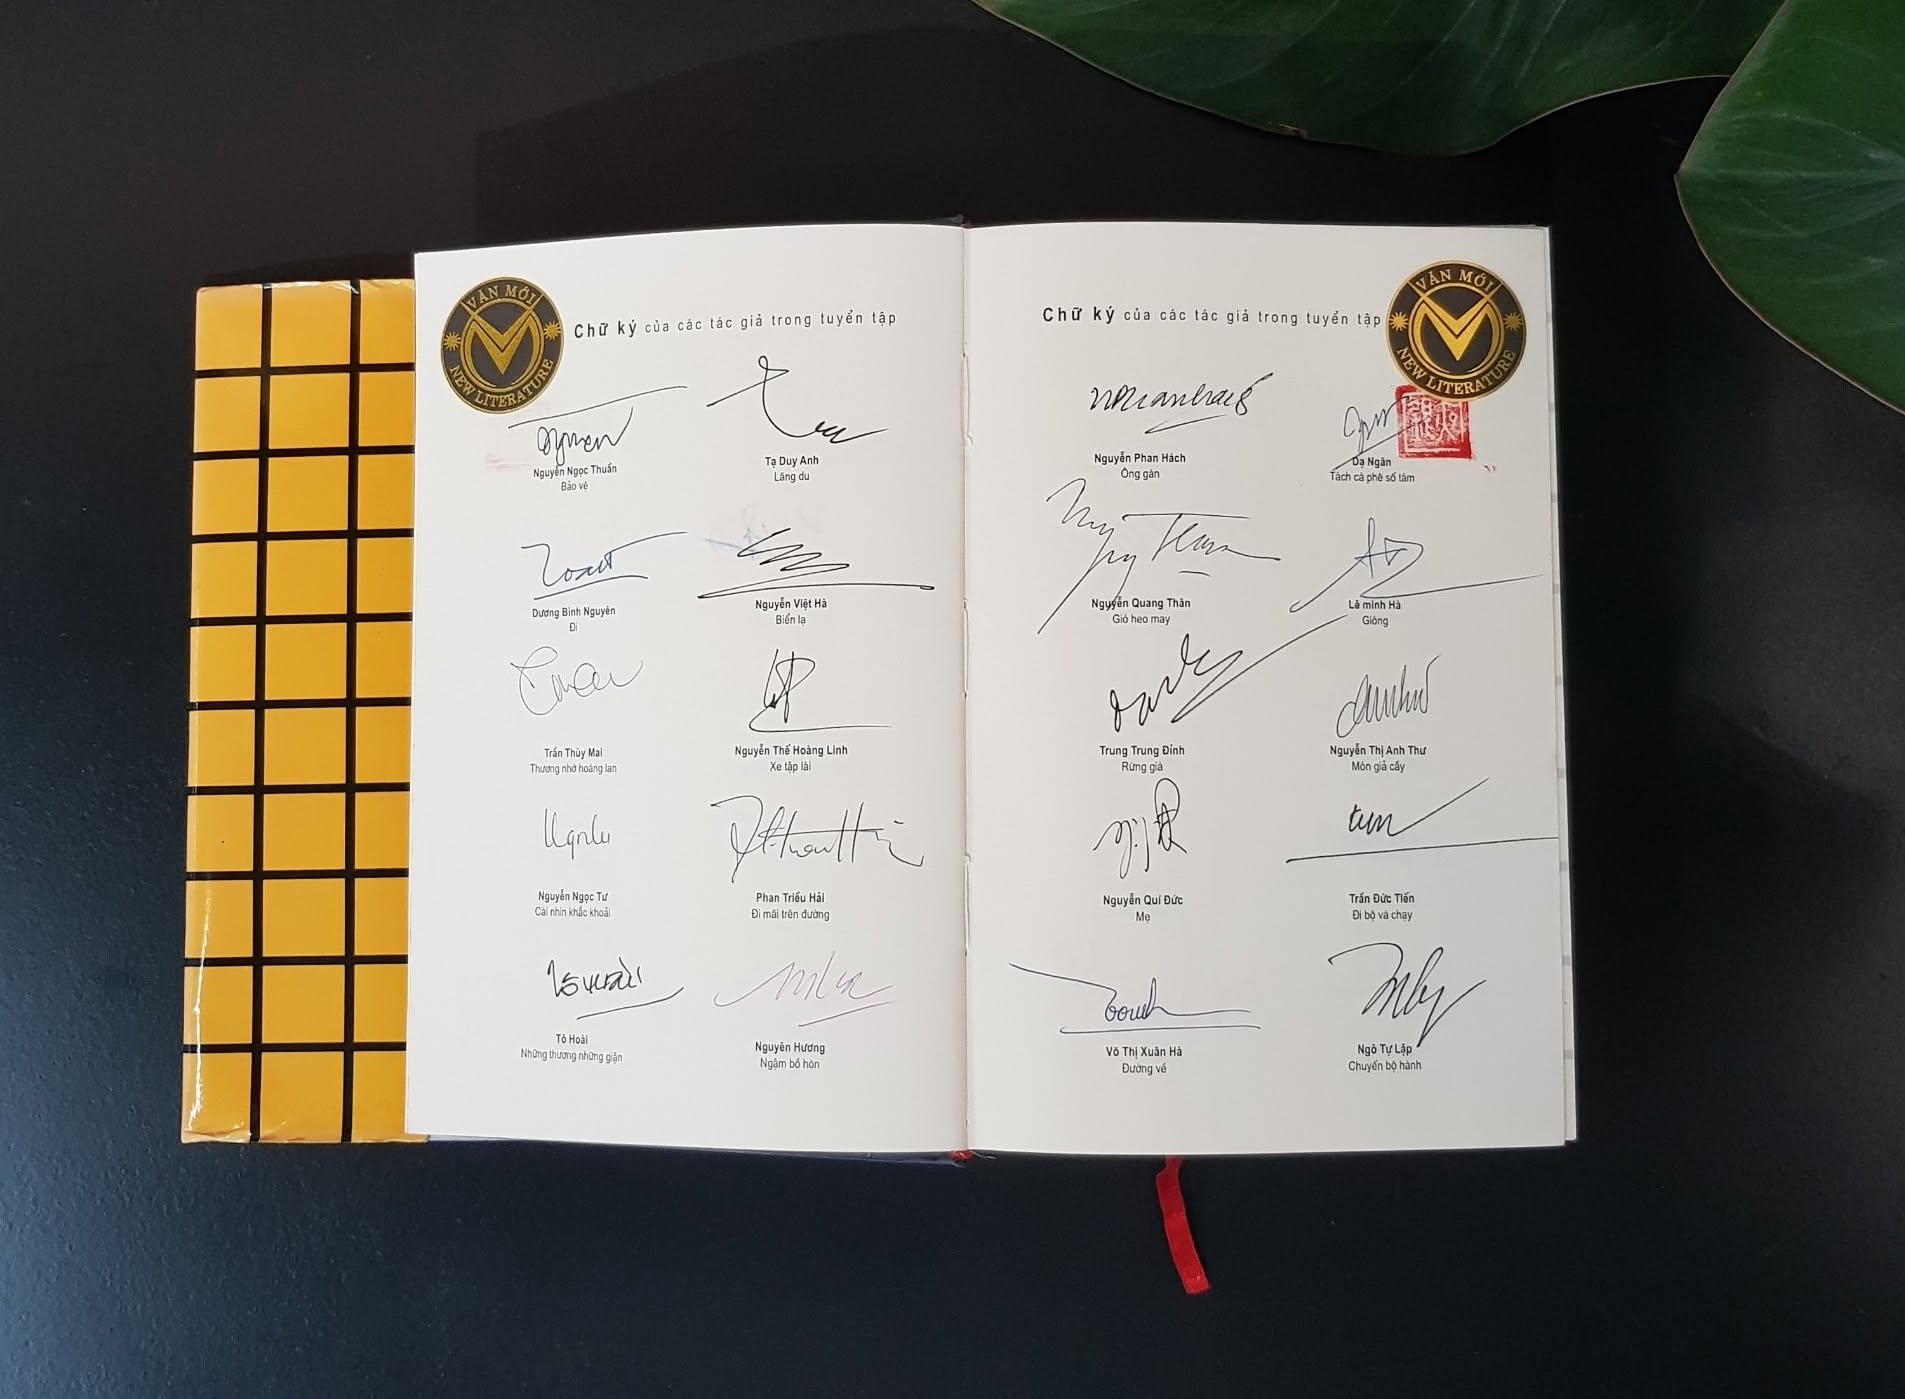 VĂN MỚI
NEW LITERATURE
Chữ ký của các tác giả trong tuyển tập
Nguyễn Ngọc Thuần
Bảo vệ
Tạ Duy Anh
Lãng du
Dương Bình Nguyên
Đi
Nguyễn Việt Hà
Biển lạ
Trần Thùy Mai
Thương nhớ hoàng lan
Nguyễn Thế Hoàng Linh
Xe tập lái
Nguyễn Ngọc Tư
Cái nhìn khắc khoải
Phan Triều Hải
Đi mãi trên đường
Tô Hoài
Những thương những giận
Nguyên Hương
Ngậm bồ hòn
Chữ ký của các tác giả trong tuyển tập
VĂN MỚI
NEW LITERATURE
Nguyễn Phan Hách
Ông gàn
Dạ Ngân
Tách cà phê số tám
Nguyễn Quang Thân
Gió heo may
Lê minh Hà
Gióng
Trung Trung Đỉnh
Rừng già
Nguyễn Thị Anh Thư
Món giả cầy
Nguyễn Quí Đức
Mẹ
Trần Đức Tiến
Đi bộ và chạy
Võ Thị Xuân Hà
Đường về
Ngô Tự Lập
Chuyến bộ hành